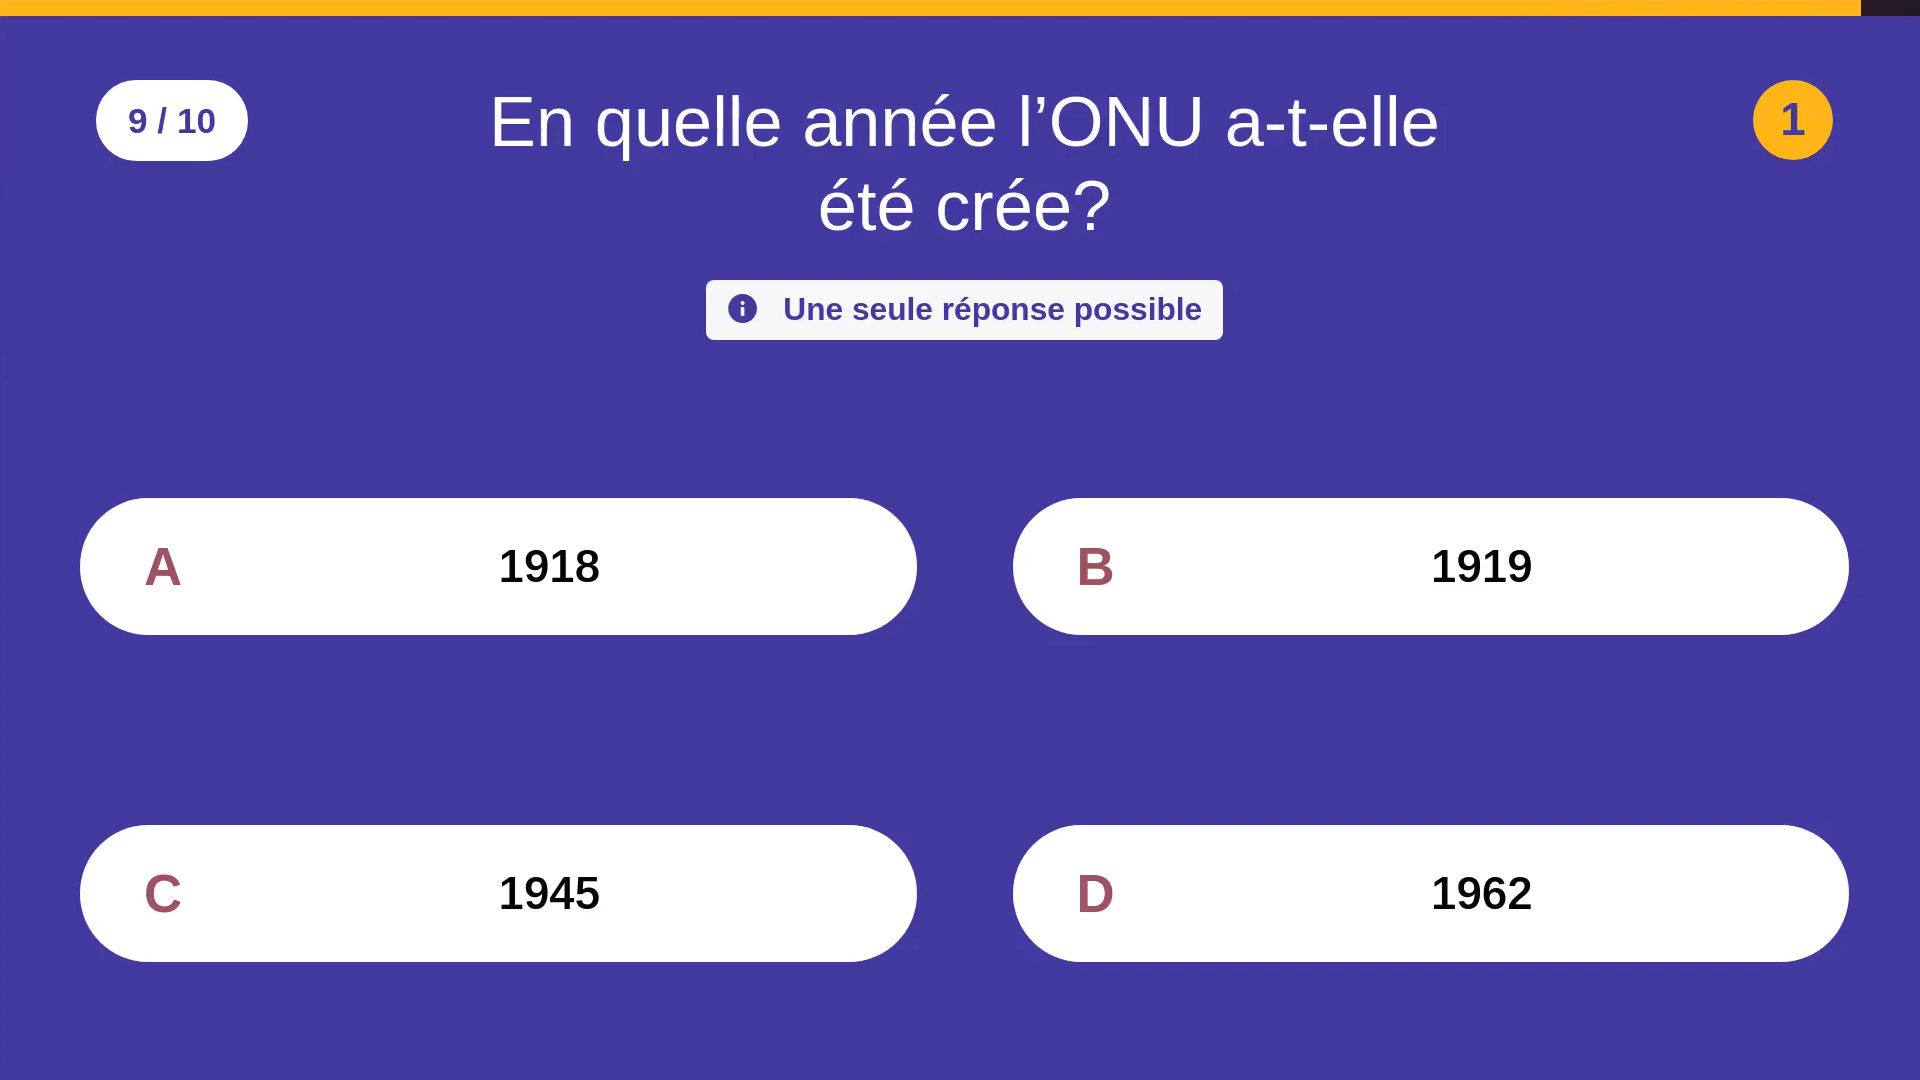 9 / 10
En quelle année l’ONU a-t-elle
été crée?
1
Une seule réponse possible
A 1918
B 1919
C 1945
D 1962